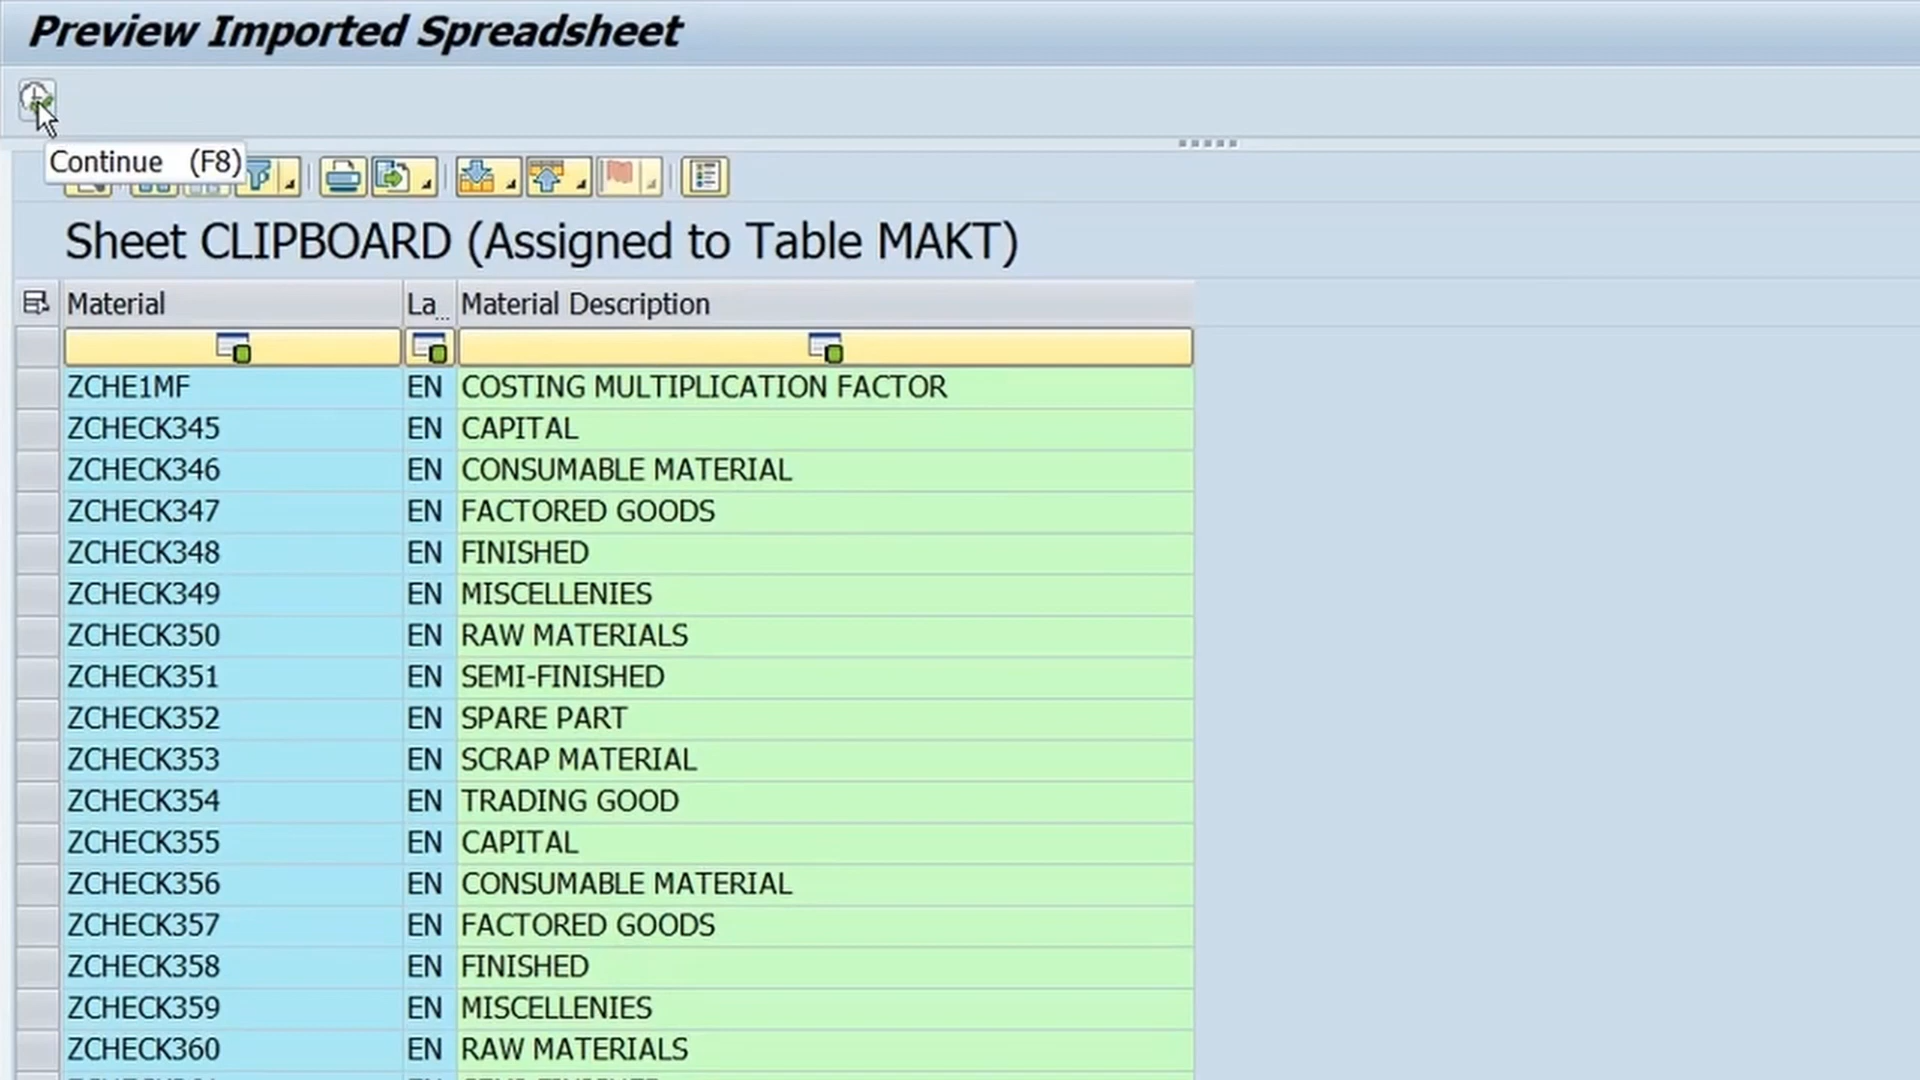 Preview Imported Spreadsheet
Continue (F8)
Sheet CLIPBOARD (Assigned to Table MAKT)
Material La... Material Description
ZCHE1MF EN COSTING MULTIPLICATION FACTOR
ZCHECK345 EN CAPITAL
ZCHECK346 EN CONSUMABLE MATERIAL
ZCHECK347 EN FACTORED GOODS
ZCHECK348 EN FINISHED
ZCHECK349 EN MISCELLENIES
ZCHECK350 EN RAW MATERIALS
ZCHECK351 EN SEMI-FINISHED
ZCHECK352 EN SPARE PART
ZCHECK353 EN SCRAP MATERIAL
ZCHECK354 EN TRADING GOOD
ZCHECK355 EN CAPITAL
ZCHECK356 EN CONSUMABLE MATERIAL
ZCHECK357 EN FACTORED GOODS
ZCHECK358 EN FINISHED
ZCHECK359 EN MISCELLENIES
ZCHECK360 EN RAW MATERIALS